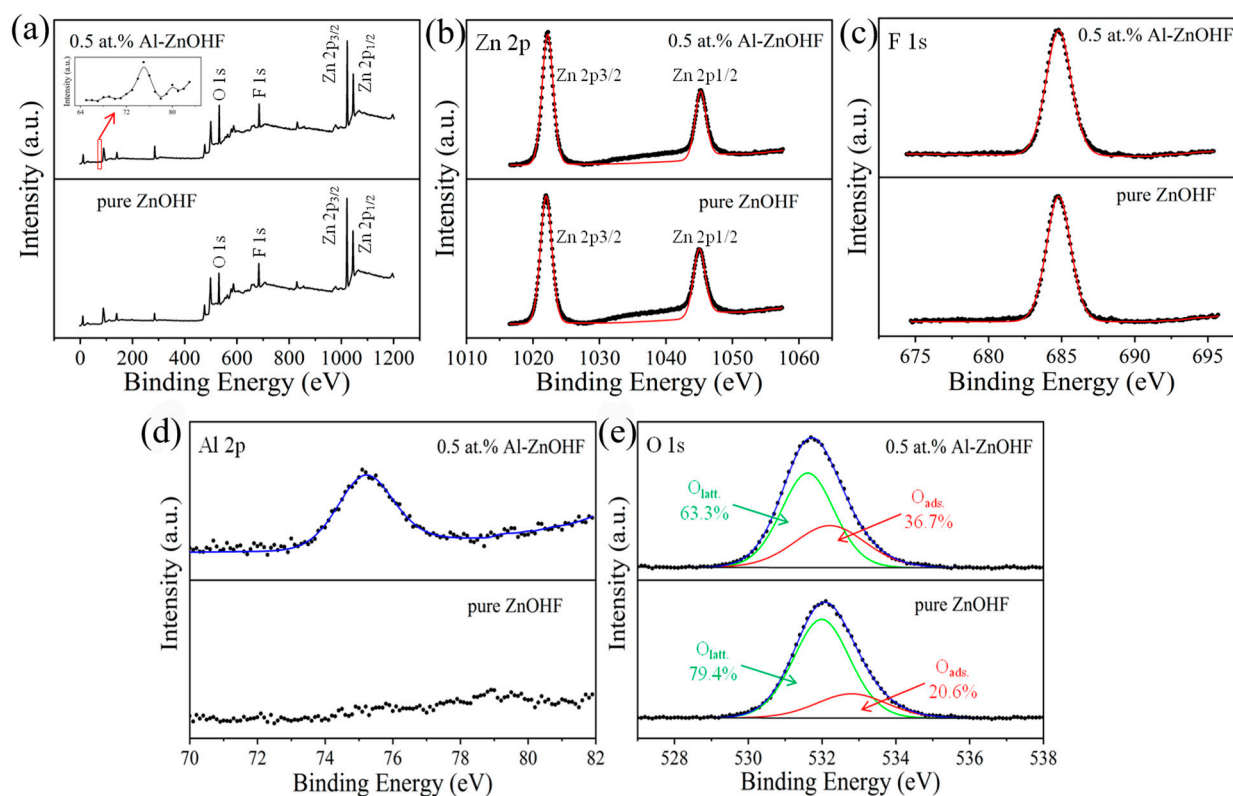 (a)
0.5 at.% Al-ZnOHF
Intensity (a.u.)
64 72 80
O 1s
F 1s
Zn 2p3/2
Zn 2p1/2
pure ZnOHF
O 1s
F 1s
Zn 2p3/2
Zn 2p1/2
Intensity (a.u.)
0 200 400 600 800 1000 1200
Binding Energy (eV)
(b)
Zn 2p
0.5 at.% Al-ZnOHF
Zn 2p3/2
Zn 2p1/2
pure ZnOHF
Zn 2p3/2
Zn 2p1/2
Intensity (a.u.)
1010 1020 1030 1040 1050 1060
Binding Energy (eV)
(c)
F 1s
0.5 at.% Al-ZnOHF
pure ZnOHF
Intensity (a.u.)
675 680 685 690 695
Binding Energy (eV)
(d)
Al 2p
0.5 at.% Al-ZnOHF
pure ZnOHF
Intensity (a.u.)
70 72 74 76 78 80 82
Binding Energy (eV)
(e)
O 1s
0.5 at.% Al-ZnOHF
Olatt.
63.3%
Oads.
36.7%
pure ZnOHF
Olatt.
79.4%
Oads.
20.6%
Intensity (a.u.)
528 530 532 534 536 538
Binding Energy (eV)